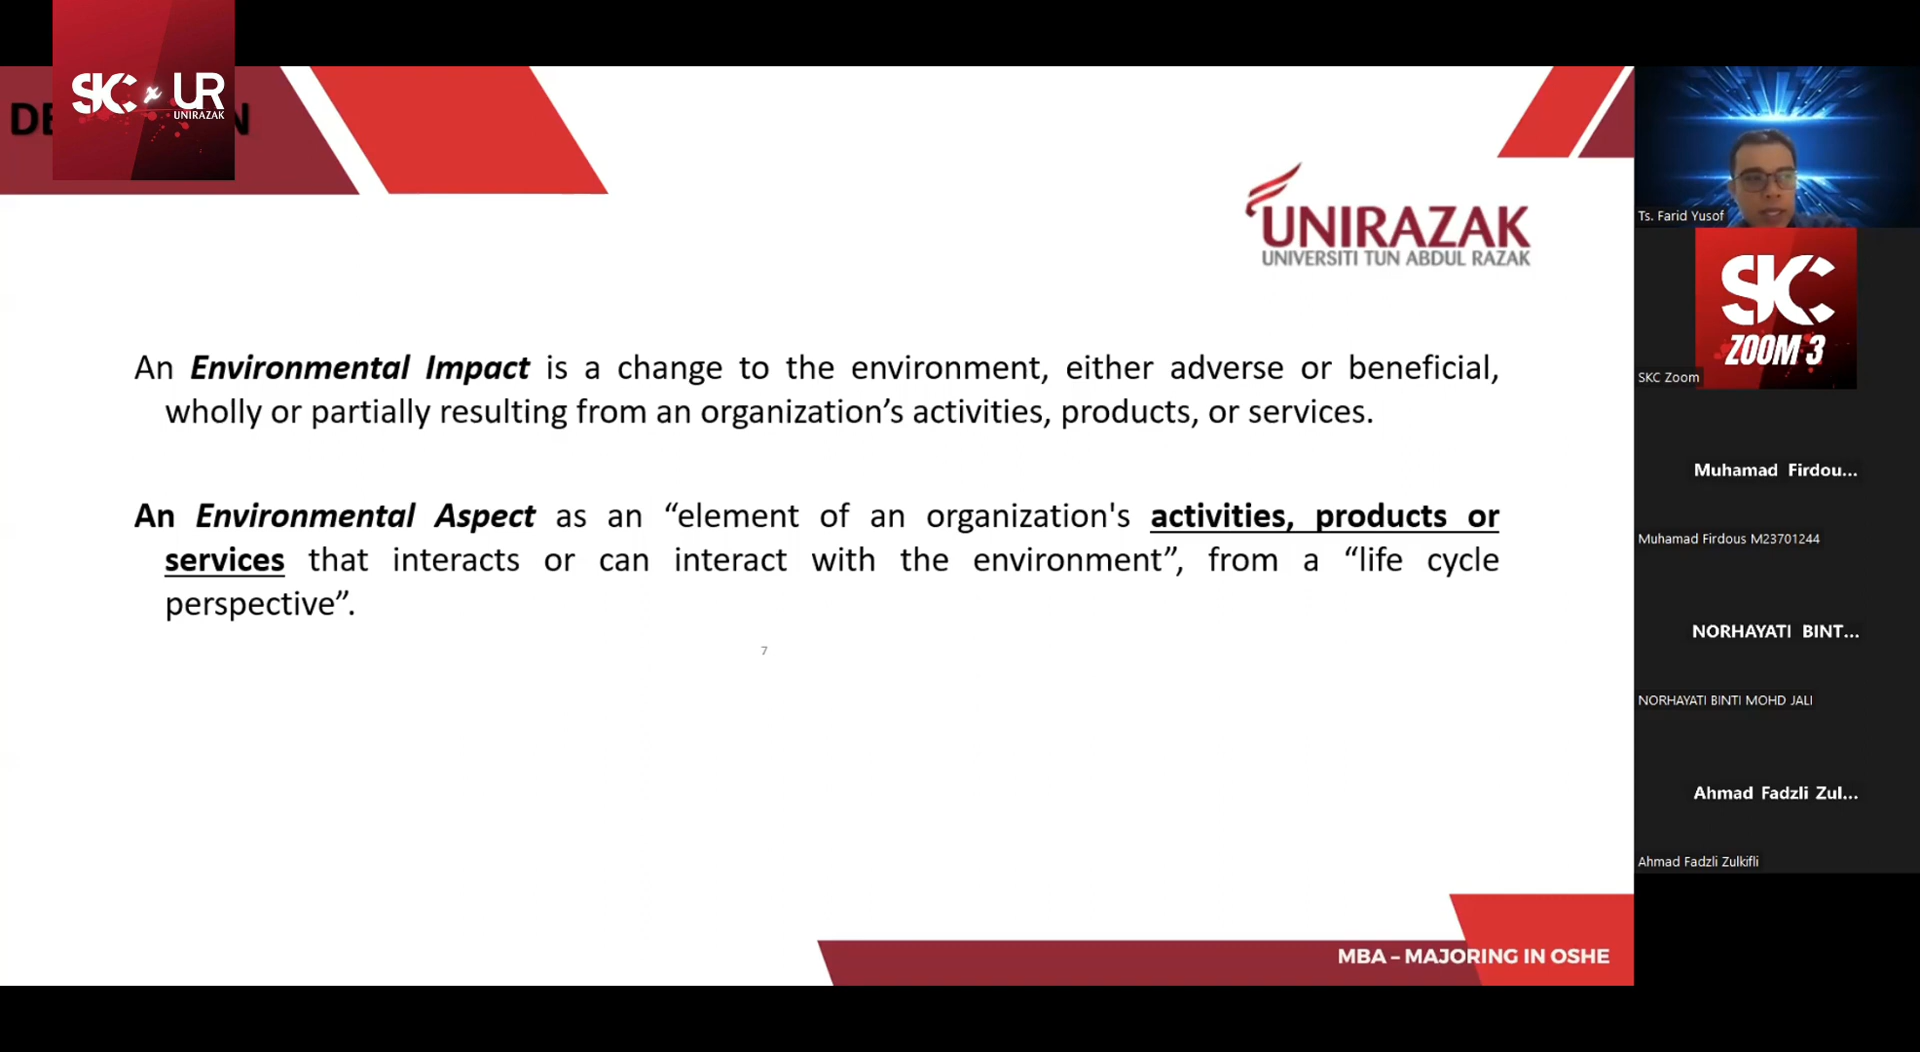 SKC x UR
UNIRAZAK
UNIRAZAK
UNIVERSITI TUN ABDUL RAZAK
An Environmental Impact is a change to the environment, either adverse or beneficial,
wholly or partially resulting from an organization’s activities, products, or services.
An Environmental Aspect as an “element of an organization's activities, products or
services that interacts or can interact with the environment”, from a “life cycle
perspective”.
7
MBA – MAJORING IN OSHE
Ts. Farid Yusof
SKC
ZOOM 3
SKC Zoom
Muhamad Firdou...
Muhamad Firdous M23701244
NORHAYATI BINT...
NORHAYATI BINTI MOHD JALI
Ahmad Fadzli Zul...
Ahmad Fadzli Zulkifli